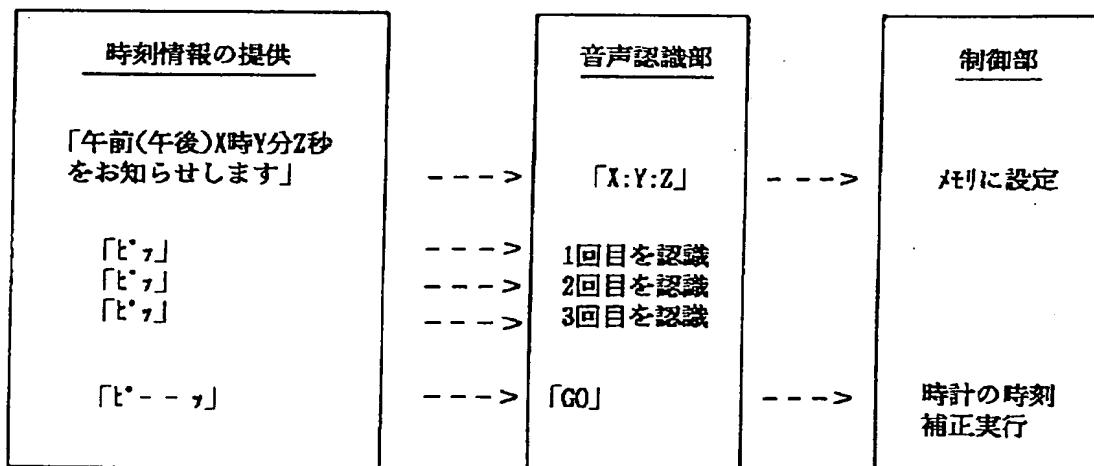 時刻情報の提供
音声認識部
制御部
「午前(午後)X時Y分Z秒
をお知らせします」
---> 「X:Y:Z」 ---> ﾒﾓﾘに設定
「ﾋﾟｯ」 ---> 1回目を認識
「ﾋﾟｯ」 ---> 2回目を認識
「ﾋﾟｯ」 ---> 3回目を認識
「ﾋﾟ--ｯ」 ---> 「GO」 ---> 時計の時刻
補正実行